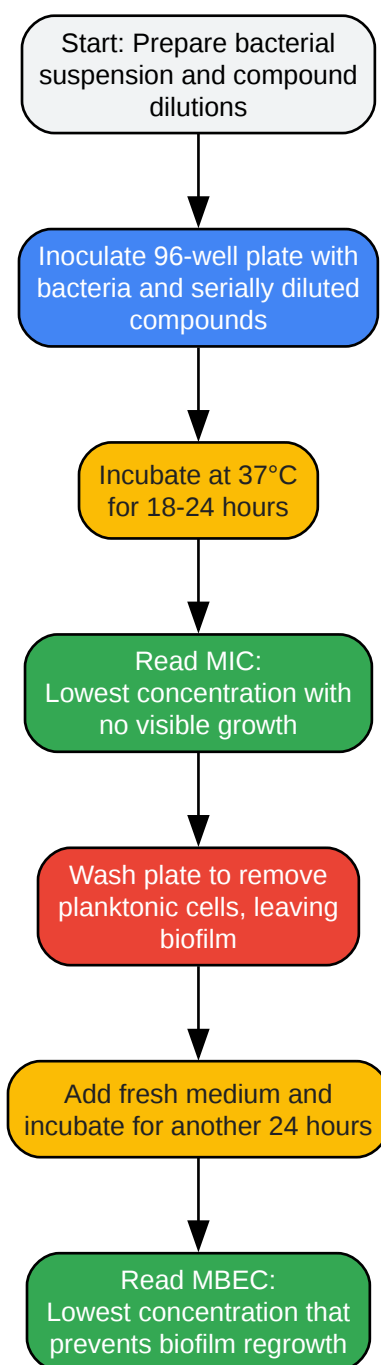 Start: Prepare bacterial
suspension and compound
dilutions
Inoculate 96-well plate with
bacteria and serially diluted
compounds
Incubate at 37°C
for 18-24 hours
Read MIC:
Lowest concentration with
no visible growth
Wash plate to remove
planktonic cells, leaving
biofilm
Add fresh medium and
incubate for another 24 hours
Read MBEC:
Lowest concentration that
prevents biofilm regrowth